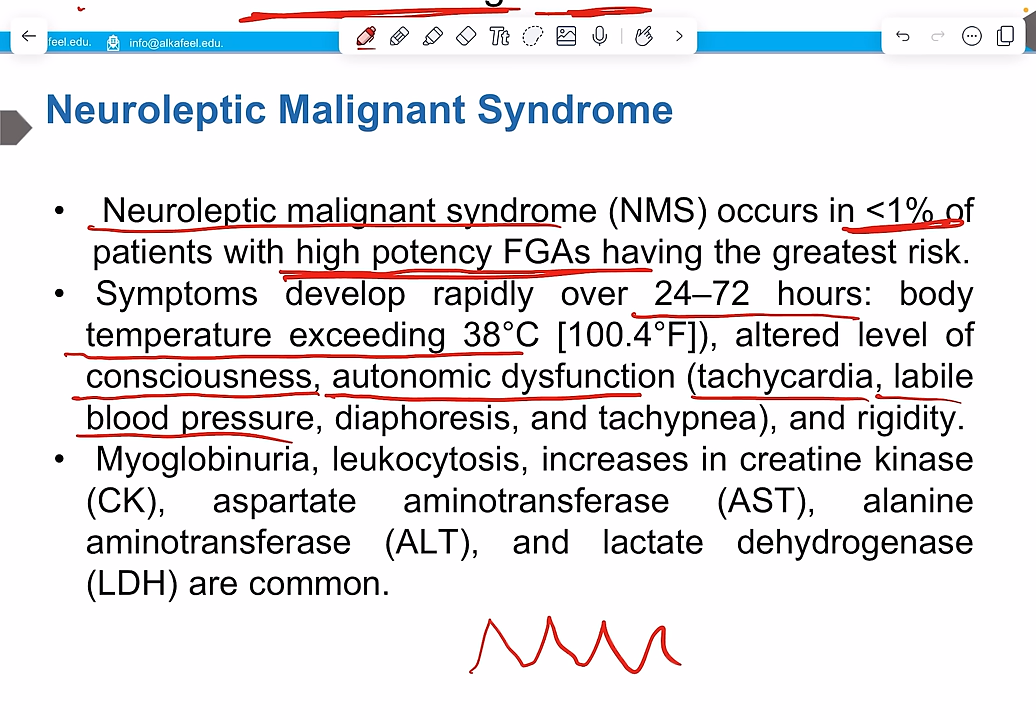 feel.edu. info@alkafeel.edu.
Tt
Neuroleptic Malignant Syndrome
• Neuroleptic malignant syndrome (NMS) occurs in <1% of
patients with high potency FGAs having the greatest risk.
• Symptoms develop rapidly over 24–72 hours: body
temperature exceeding 38°C [100.4°F]), altered level of
consciousness, autonomic dysfunction (tachycardia, labile
blood pressure, diaphoresis, and tachypnea), and rigidity.
• Myoglobinuria, leukocytosis, increases in creatine kinase
(CK), aspartate aminotransferase (AST), alanine
aminotransferase (ALT), and lactate dehydrogenase
(LDH) are common.